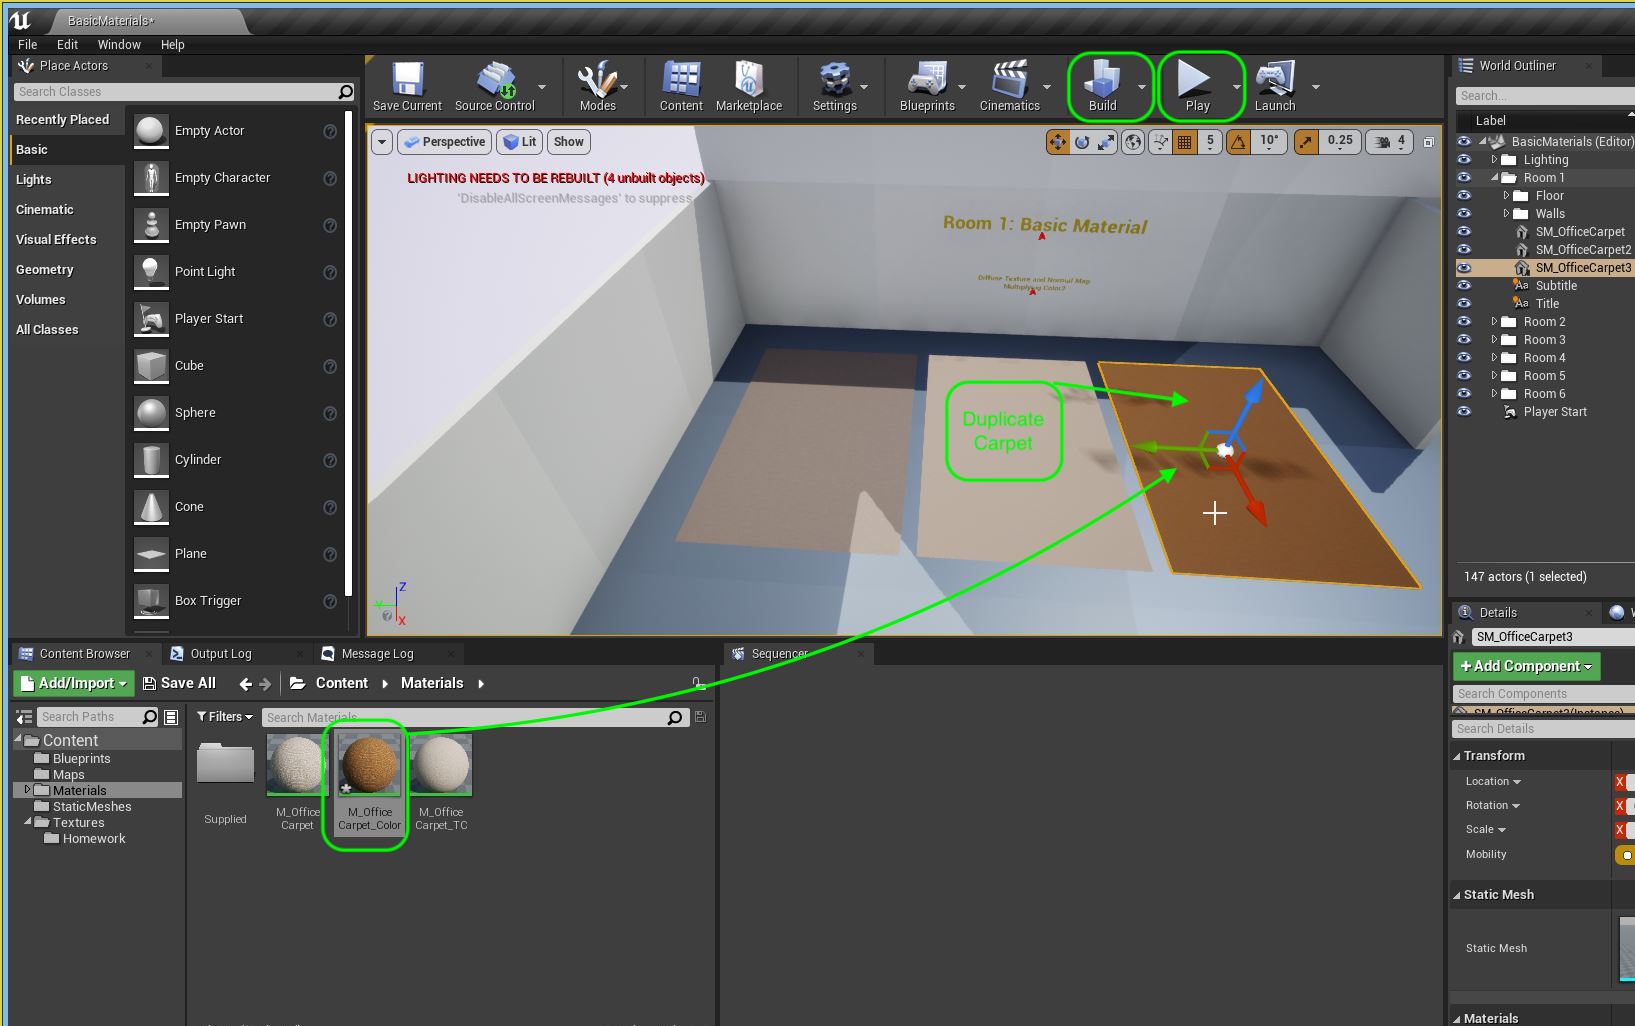 BasicMaterials*
File Edit Window Help
Place Actors
Search Classes
Recently Placed
Basic
Lights
Cinematic
Visual Effects
Geometry
Volumes
All Classes
Empty Actor
Empty Character
Empty Pawn
Point Light
Player Start
Cube
Sphere
Cylinder
Cone
Plane
Box Trigger
Save Current Source Control Modes Content Marketplace Settings Blueprints Cinematics Build Play Launch
Perspective Lit Show
5 10° 0.25 4
LIGHTING NEEDS TO BE REBUILT (4 unbuilt objects)
'DisableAllScreenMessages' to suppress
Room 1: Basic Material
Diffuse Texture and Normal Map
Multiplying Color?
Duplicate
Carpet
Z
Y
X
World Outliner
Search...
Label
BasicMaterials (Editor)
Lighting
Room 1
Floor
Walls
SM_OfficeCarpet
SM_OfficeCarpet2
SM_OfficeCarpet3
Subtitle
Title
Room 2
Room 3
Room 4
Room 5
Room 6
Player Start
147 actors (1 selected)
Content Browser Output Log Message Log
Add/Import Save All Content Materials
Search Paths
Filters Search Materials
Content
Blueprints
Maps
Materials
StaticMeshes
Textures
Homework
Supplied
M_Office
Carpet
M_Office
Carpet_Color
M_Office
Carpet_TC
Sequencer
Details
SM_OfficeCarpet3
+Add Component
Search Components
SM_OfficeCarpet3(Instance)
Search Details
Transform
Location X
Rotation X
Scale X
Mobility
Static Mesh
Static Mesh
Materials